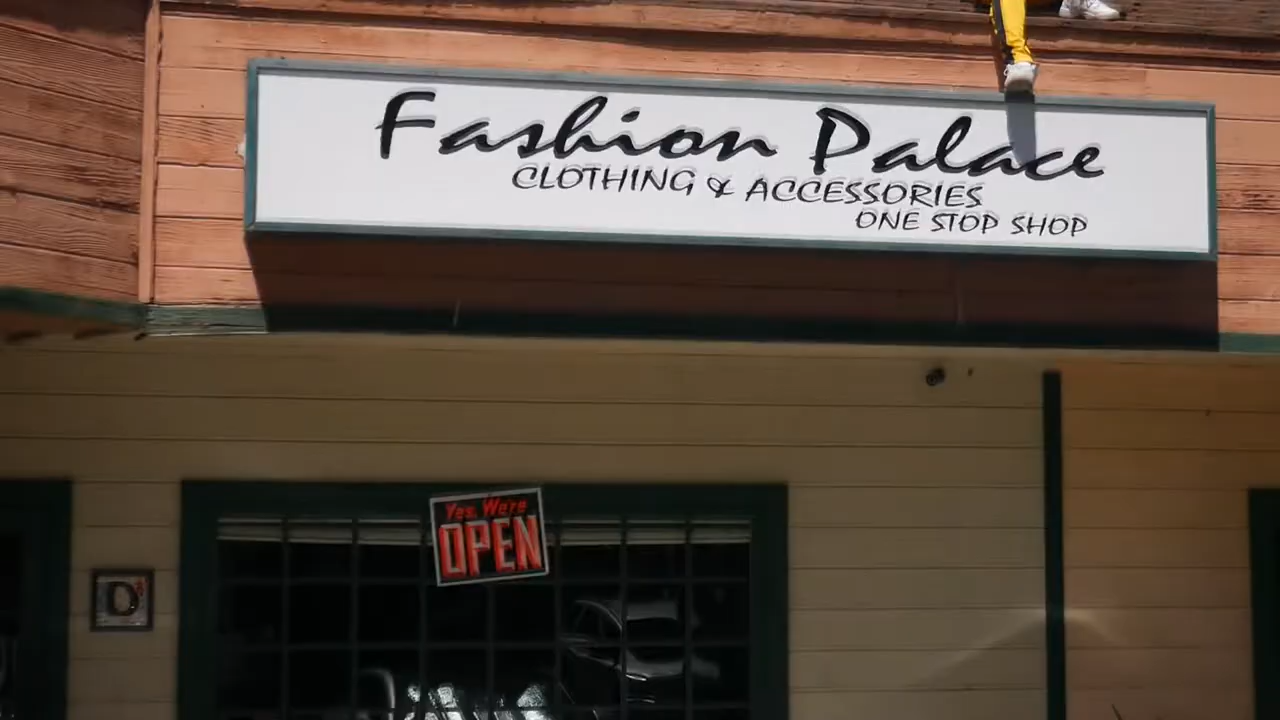 Fashion Palace
CLOTHING & ACCESSORIES
ONE STOP SHOP
Yes, We're
OPEN
D